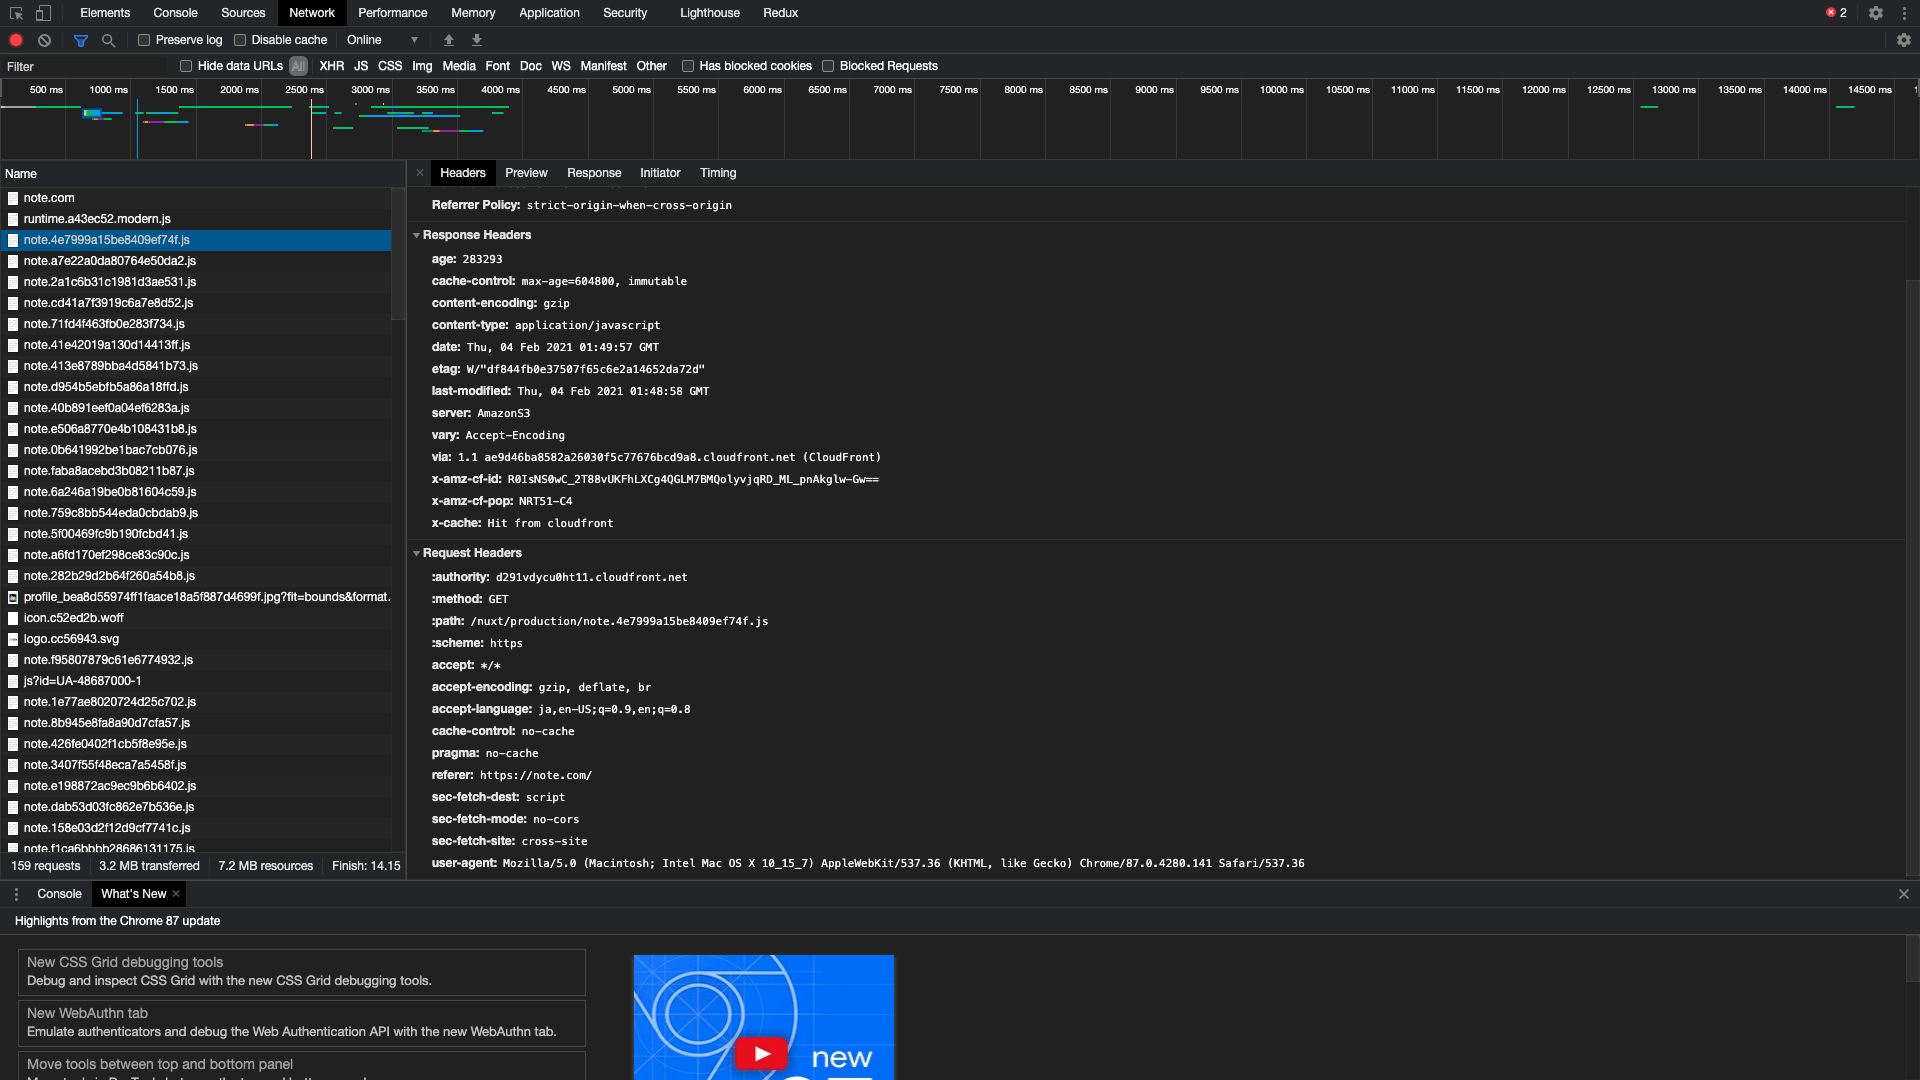 Elements Console Sources Network Performance Memory Application Security Lighthouse Redux 2
Preserve log Disable cache Online
Filter Hide data URLs All XHR JS CSS Img Media Font Doc WS Manifest Other Has blocked cookies Blocked Requests
500 ms 1000 ms 1500 ms 2000 ms 2500 ms 3000 ms 3500 ms 4000 ms 4500 ms 5000 ms 5500 ms 6000 ms 6500 ms 7000 ms 7500 ms 8000 ms 8500 ms 9000 ms 9500 ms 10000 ms 10500 ms 11000 ms 11500 ms 12000 ms 12500 ms 13000 ms 13500 ms 14000 ms 14500 ms
Name
note.com
runtime.a43ec52.modern.js
note.4e7999a15be8409ef74f.js
note.a7e22a0da80764e50da2.js
note.2a1c6b31c1981d3ae531.js
note.cd41a7f3919c6a7e8d52.js
note.71fd4f463fb0e283f734.js
note.41e42019a130d14413ff.js
note.413e8789bba4d5841b73.js
note.d954b5ebfb5a86a18ffd.js
note.40b891eef0a04ef6283a.js
note.e506a8770e4b108431b8.js
note.0b641992be1bac7cb076.js
note.faba8acebd3b08211b87.js
note.6a246a19be0b81604c59.js
note.759c8bb544eda0cbdab9.js
note.5f00469fc9b190fcbd41.js
note.a6fd170ef298ce83c90c.js
note.282b29d2b64f260a54b8.js
profile_bea8d55974ff1faace18a5f887d4699f.jpg?fit=bounds&format.
icon.c52ed2b.woff
logo.cc56943.svg
note.f95807879c61e6774932.js
js?id=UA-48687000-1
note.1e77ae8020724d25c702.js
note.8b945e8fa8a90d7cfa57.js
note.426fe0402f1cb5f8e95e.js
note.3407f55f48eca7a5458f.js
note.e198872ac9ec9b6b6402.js
note.dab53d03fc862e7b536e.js
note.158e03d2f12d9cf7741c.js
note.f1ca6bbbb28686131175.js
159 requests 3.2 MB transferred 7.2 MB resources Finish: 14.15
Headers Preview Response Initiator Timing
Referrer Policy: strict-origin-when-cross-origin
Response Headers
age: 283293
cache-control: max-age=604800, immutable
content-encoding: gzip
content-type: application/javascript
date: Thu, 04 Feb 2021 01:49:57 GMT
etag: W/"df844fb0e37507f65c6e2a14652da72d"
last-modified: Thu, 04 Feb 2021 01:48:58 GMT
server: AmazonS3
vary: Accept-Encoding
via: 1.1 ae9d46ba8582a26030f5c77676bcd9a8.cloudfront.net (CloudFront)
x-amz-cf-id: R0IsNS0wC_2T88vUKFhLXCg4QGLM7BMQolyvjqRD_ML_pnAkglw-Gw==
x-amz-cf-pop: NRT51-C4
x-cache: Hit from cloudfront
Request Headers
:authority: d291vdycu0ht11.cloudfront.net
:method: GET
:path: /nuxt/production/note.4e7999a15be8409ef74f.js
:scheme: https
accept: */*
accept-encoding: gzip, deflate, br
accept-language: ja,en-US;q=0.9,en;q=0.8
cache-control: no-cache
pragma: no-cache
referer: https://note.com/
sec-fetch-dest: script
sec-fetch-mode: no-cors
sec-fetch-site: cross-site
user-agent: Mozilla/5.0 (Macintosh; Intel Mac OS X 10_15_7) AppleWebKit/537.36 (KHTML, like Gecko) Chrome/87.0.4280.141 Safari/537.36
Console What's New
Highlights from the Chrome 87 update
New CSS Grid debugging tools
Debug and inspect CSS Grid with the new CSS Grid debugging tools.
New WebAuthn tab
Emulate authenticators and debug the Web Authentication API with the new WebAuthn tab.
Move tools between top and bottom panel
new